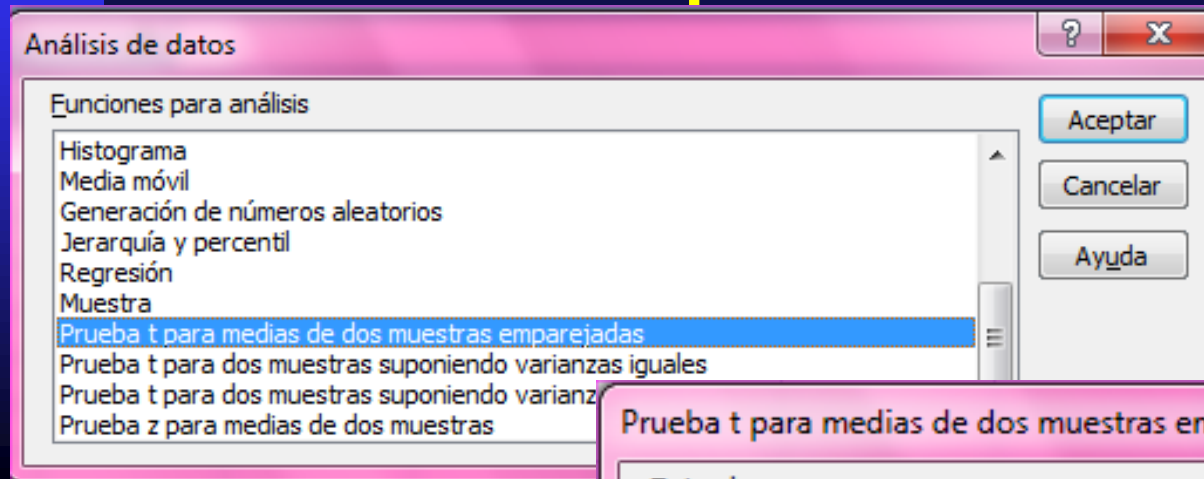 Análisis de datos
Funciones para análisis
Histograma
Media móvil
Generación de números aleatorios
Jerarquía y percentil
Regresión
Muestra
Prueba t para medias de dos muestras emparejadas
Prueba t para dos muestras suponiendo varianzas iguales
Prueba t para dos muestras suponiendo
Prueba z para medias de dos muestras
Aceptar
Cancelar
Ayuda
Prueba t para medias de dos muestras